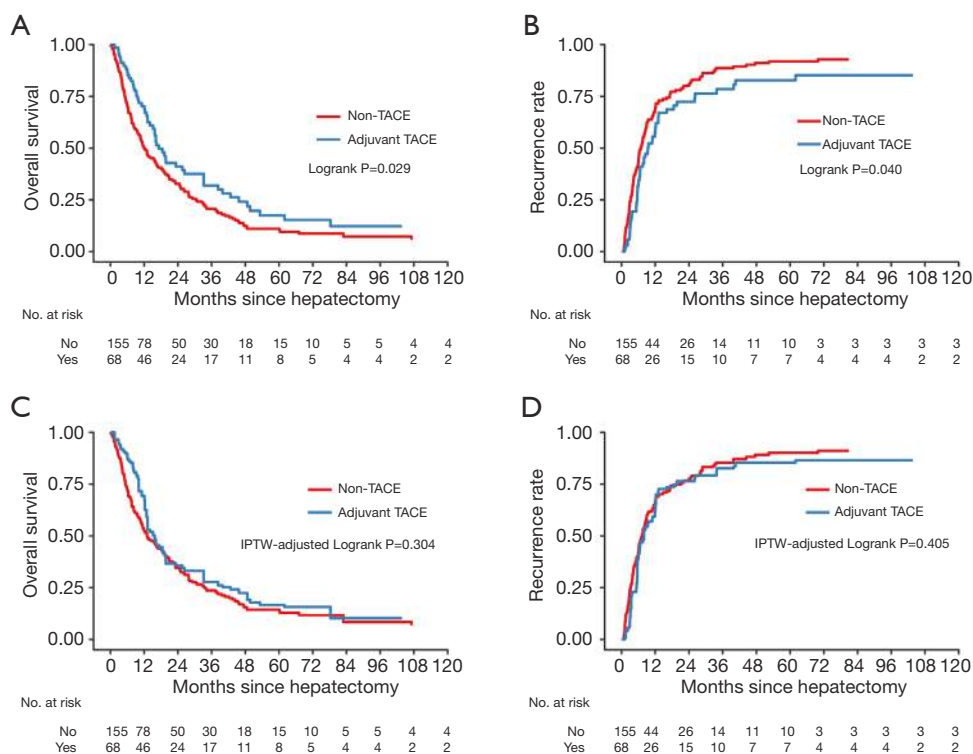 A
1.00
0.75
0.50
0.25
0.00
Overall survival
Non-TACE
Adjuvant TACE
Logrank P=0.029
0 12 24 36 48 60 72 84 96 108 120
Months since hepatectomy
No. at risk
No 155 78 50 30 18 15 10 5 5 4 4
Yes 68 46 24 17 11 8 5 4 4 2 2
B
1.00
0.75
0.50
0.25
0.00
Recurrence rate
Non-TACE
Adjuvant TACE
Logrank P=0.040
0 12 24 36 48 60 72 84 96 108 120
Months since hepatectomy
No. at risk
No 155 44 26 14 11 10 3 3 3 3 3
Yes 68 26 15 10 7 7 4 4 4 2 2
C
1.00
0.75
0.50
0.25
0.00
Overall survival
Non-TACE
Adjuvant TACE
IPTW-adjusted Logrank P=0.304
0 12 24 36 48 60 72 84 96 108 120
Months since hepatectomy
No. at risk
No 155 78 50 30 18 15 10 5 5 4 4
Yes 68 46 24 17 11 8 5 4 4 2 2
D
1.00
0.75
0.50
0.25
0.00
Recurrence rate
Non-TACE
Adjuvant TACE
IPTW-adjusted Logrank P=0.405
0 12 24 36 48 60 72 84 96 108 120
Months since hepatectomy
No. at risk
No 155 44 26 14 11 10 3 3 3 3 3
Yes 68 26 15 10 7 7 4 4 4 2 2